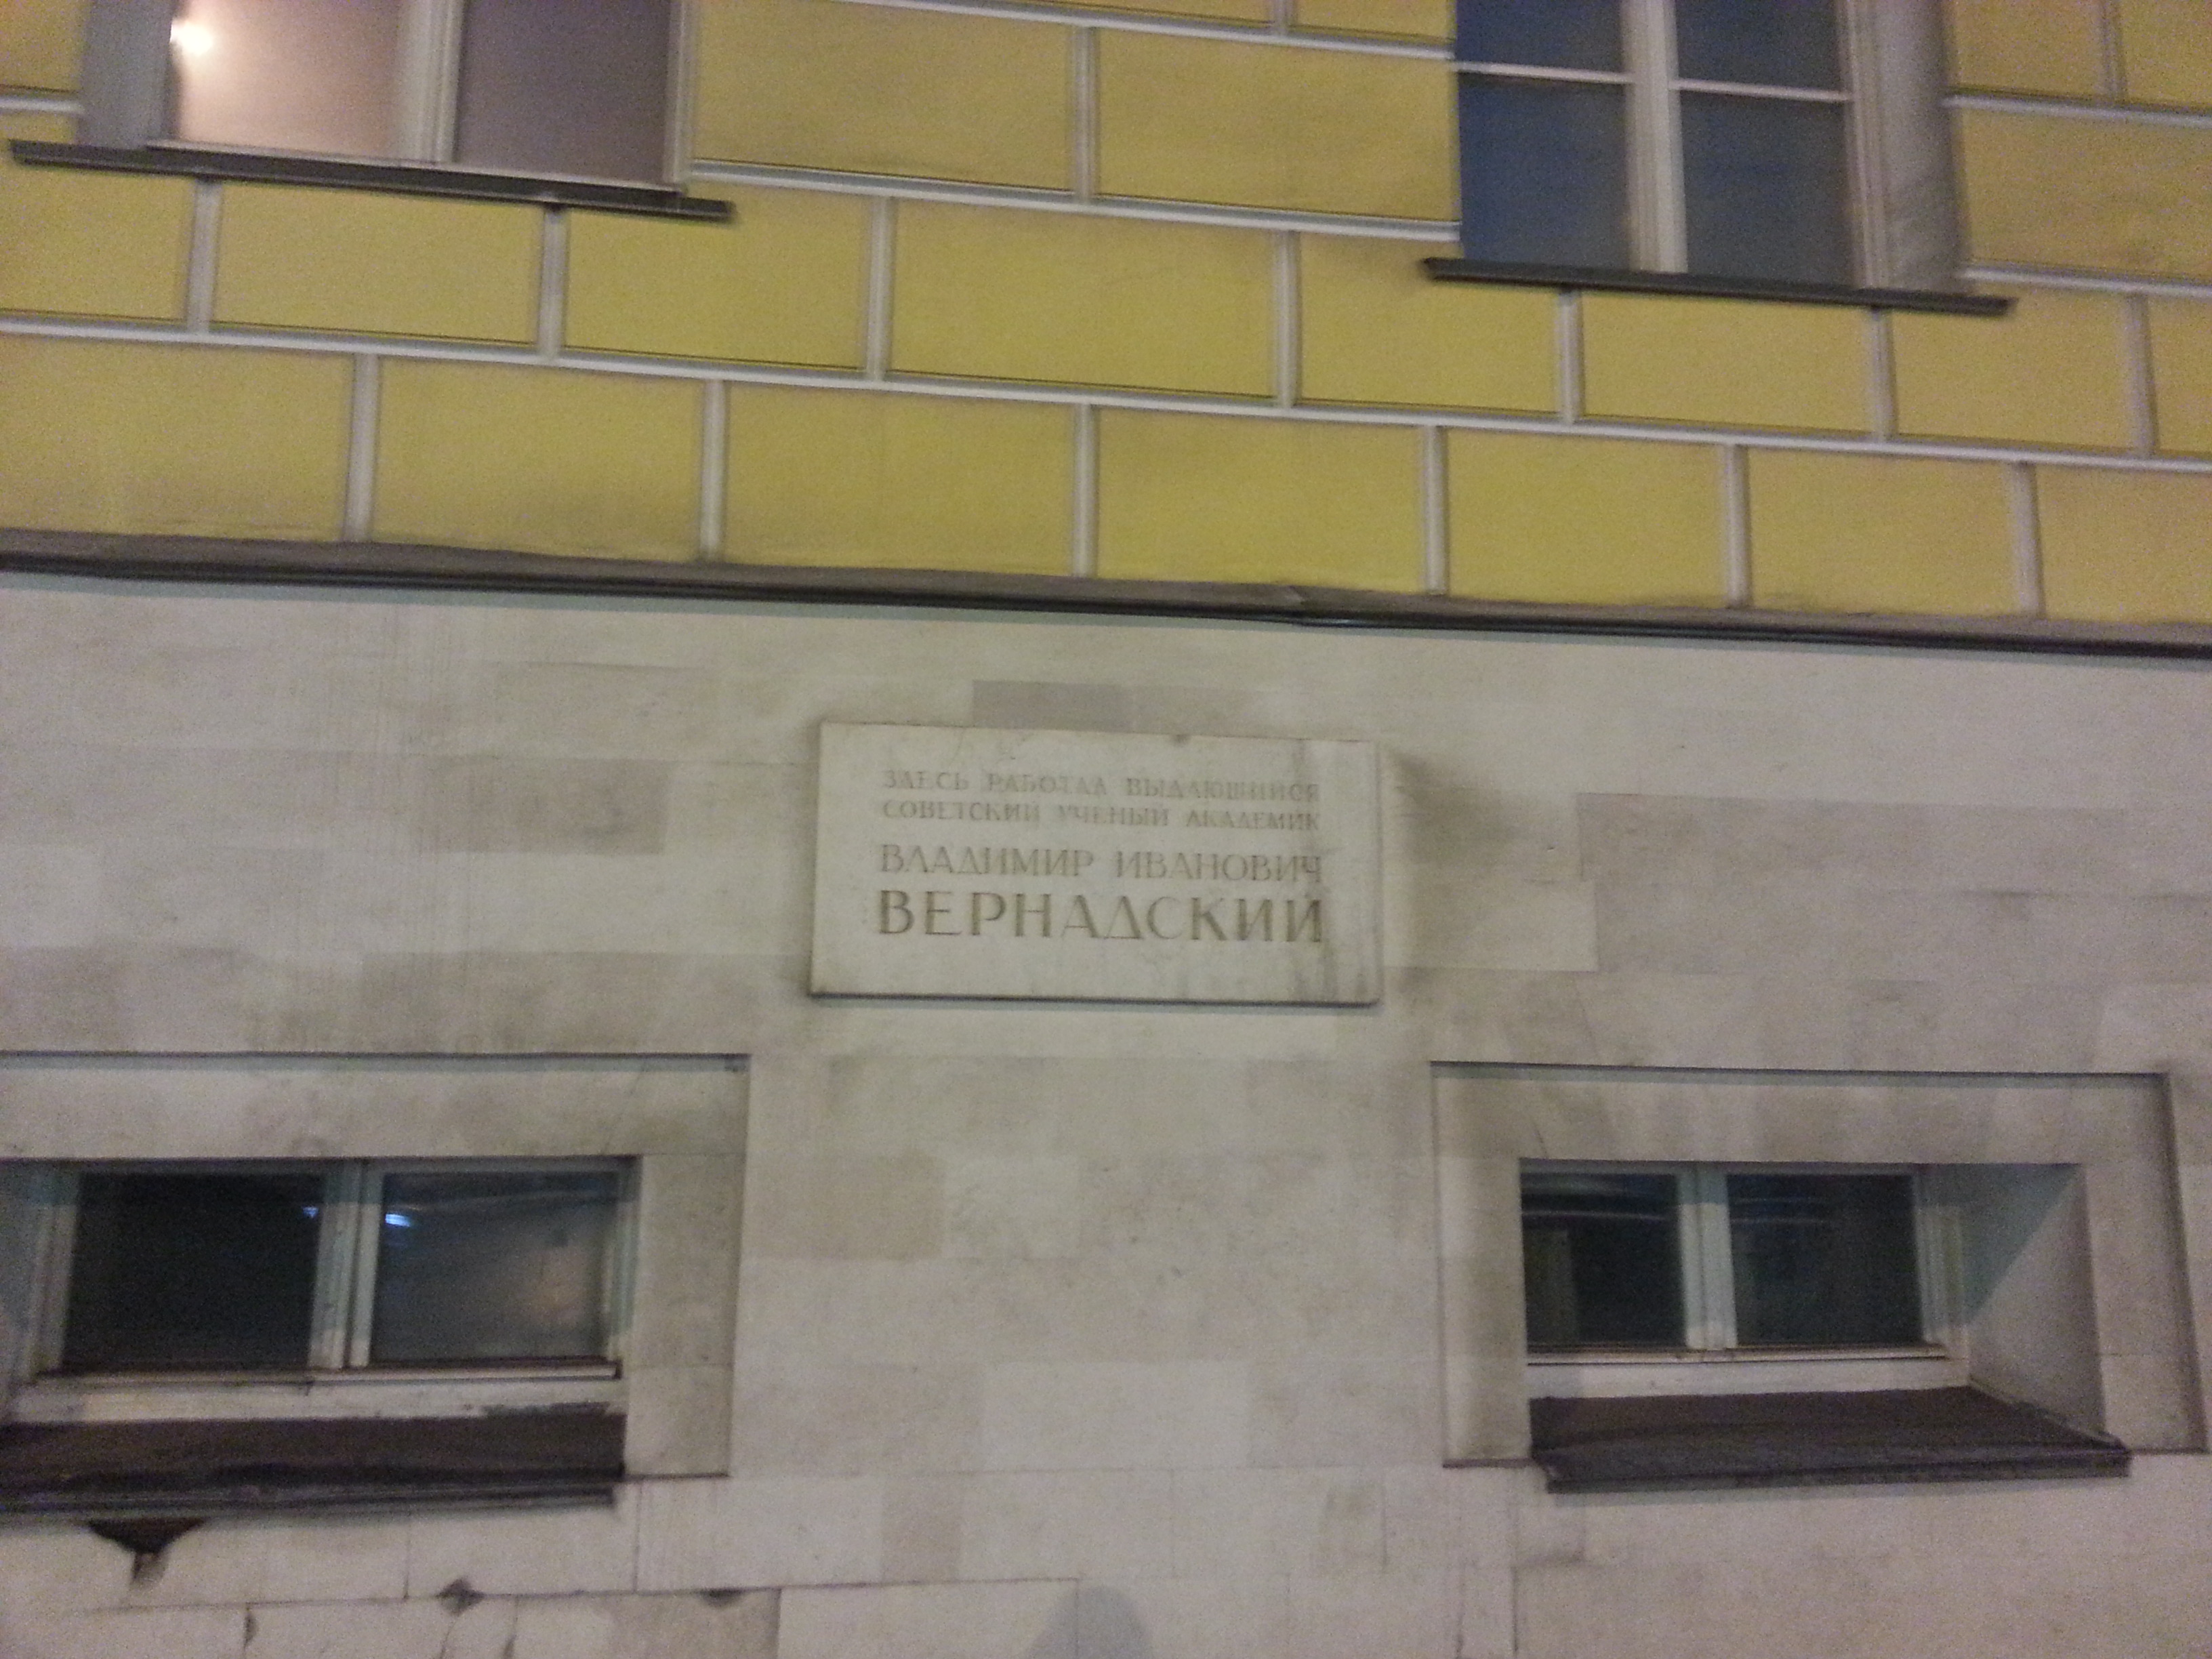 ЗДЕСЬ РАБОТАЛ ВЫДАЮЩИЙСЯ
СОВЕТСКИЙ УЧЕНЫЙ АКАДЕМИК
ВЛАДИМИР ИВАНОВИЧ
ВЕРНАДСКИЙ